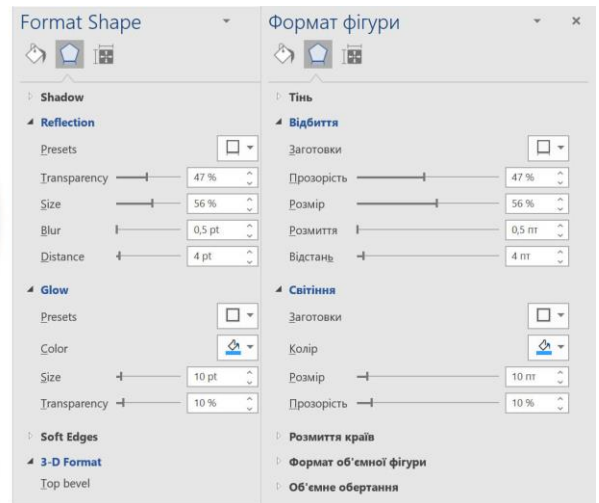 Format Shape
Shadow
Reflection
Presets
Transparency 47 %
Size 56 %
Blur 0,5 pt
Distance 4 pt
Glow
Presets
Color
Size 10 pt
Transparency 10 %
Soft Edges
3-D Format
Top bevel
Формат фігури
Тінь
Відбиття
Заготовки
Прозорість 47 %
Розмір 56 %
Розмиття 0,5 пт
Відстань 4 пт
Світіння
Заготовки
Колір
Розмір 10 пт
Прозорість 10 %
Розмиття країв
Формат об'ємної фігури
Об'ємне обертання